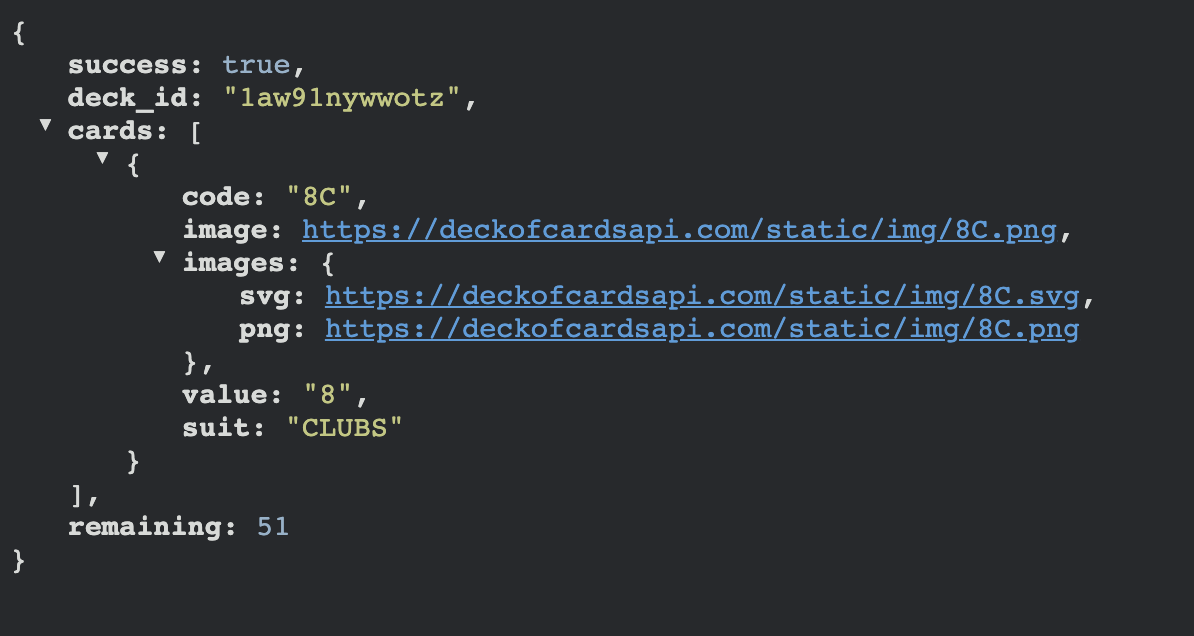 {
success: true,
deck_id: "1aw91nywwotz",
cards: [
{
code: "8C",
image: https://deckofcardsapi.com/static/img/8C.png,
images: {
svg: https://deckofcardsapi.com/static/img/8C.svg,
png: https://deckofcardsapi.com/static/img/8C.png
},
value: "8",
suit: "CLUBS"
}
],
remaining: 51
}